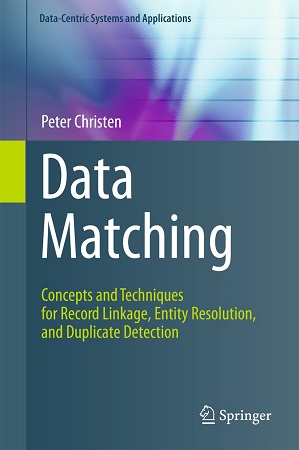 Data-Centric Systems and Applications
Peter Christen
Data
Matching
Concepts and Techniques
for Record Linkage, Entity Resolution,
and Duplicate Detection
Springer